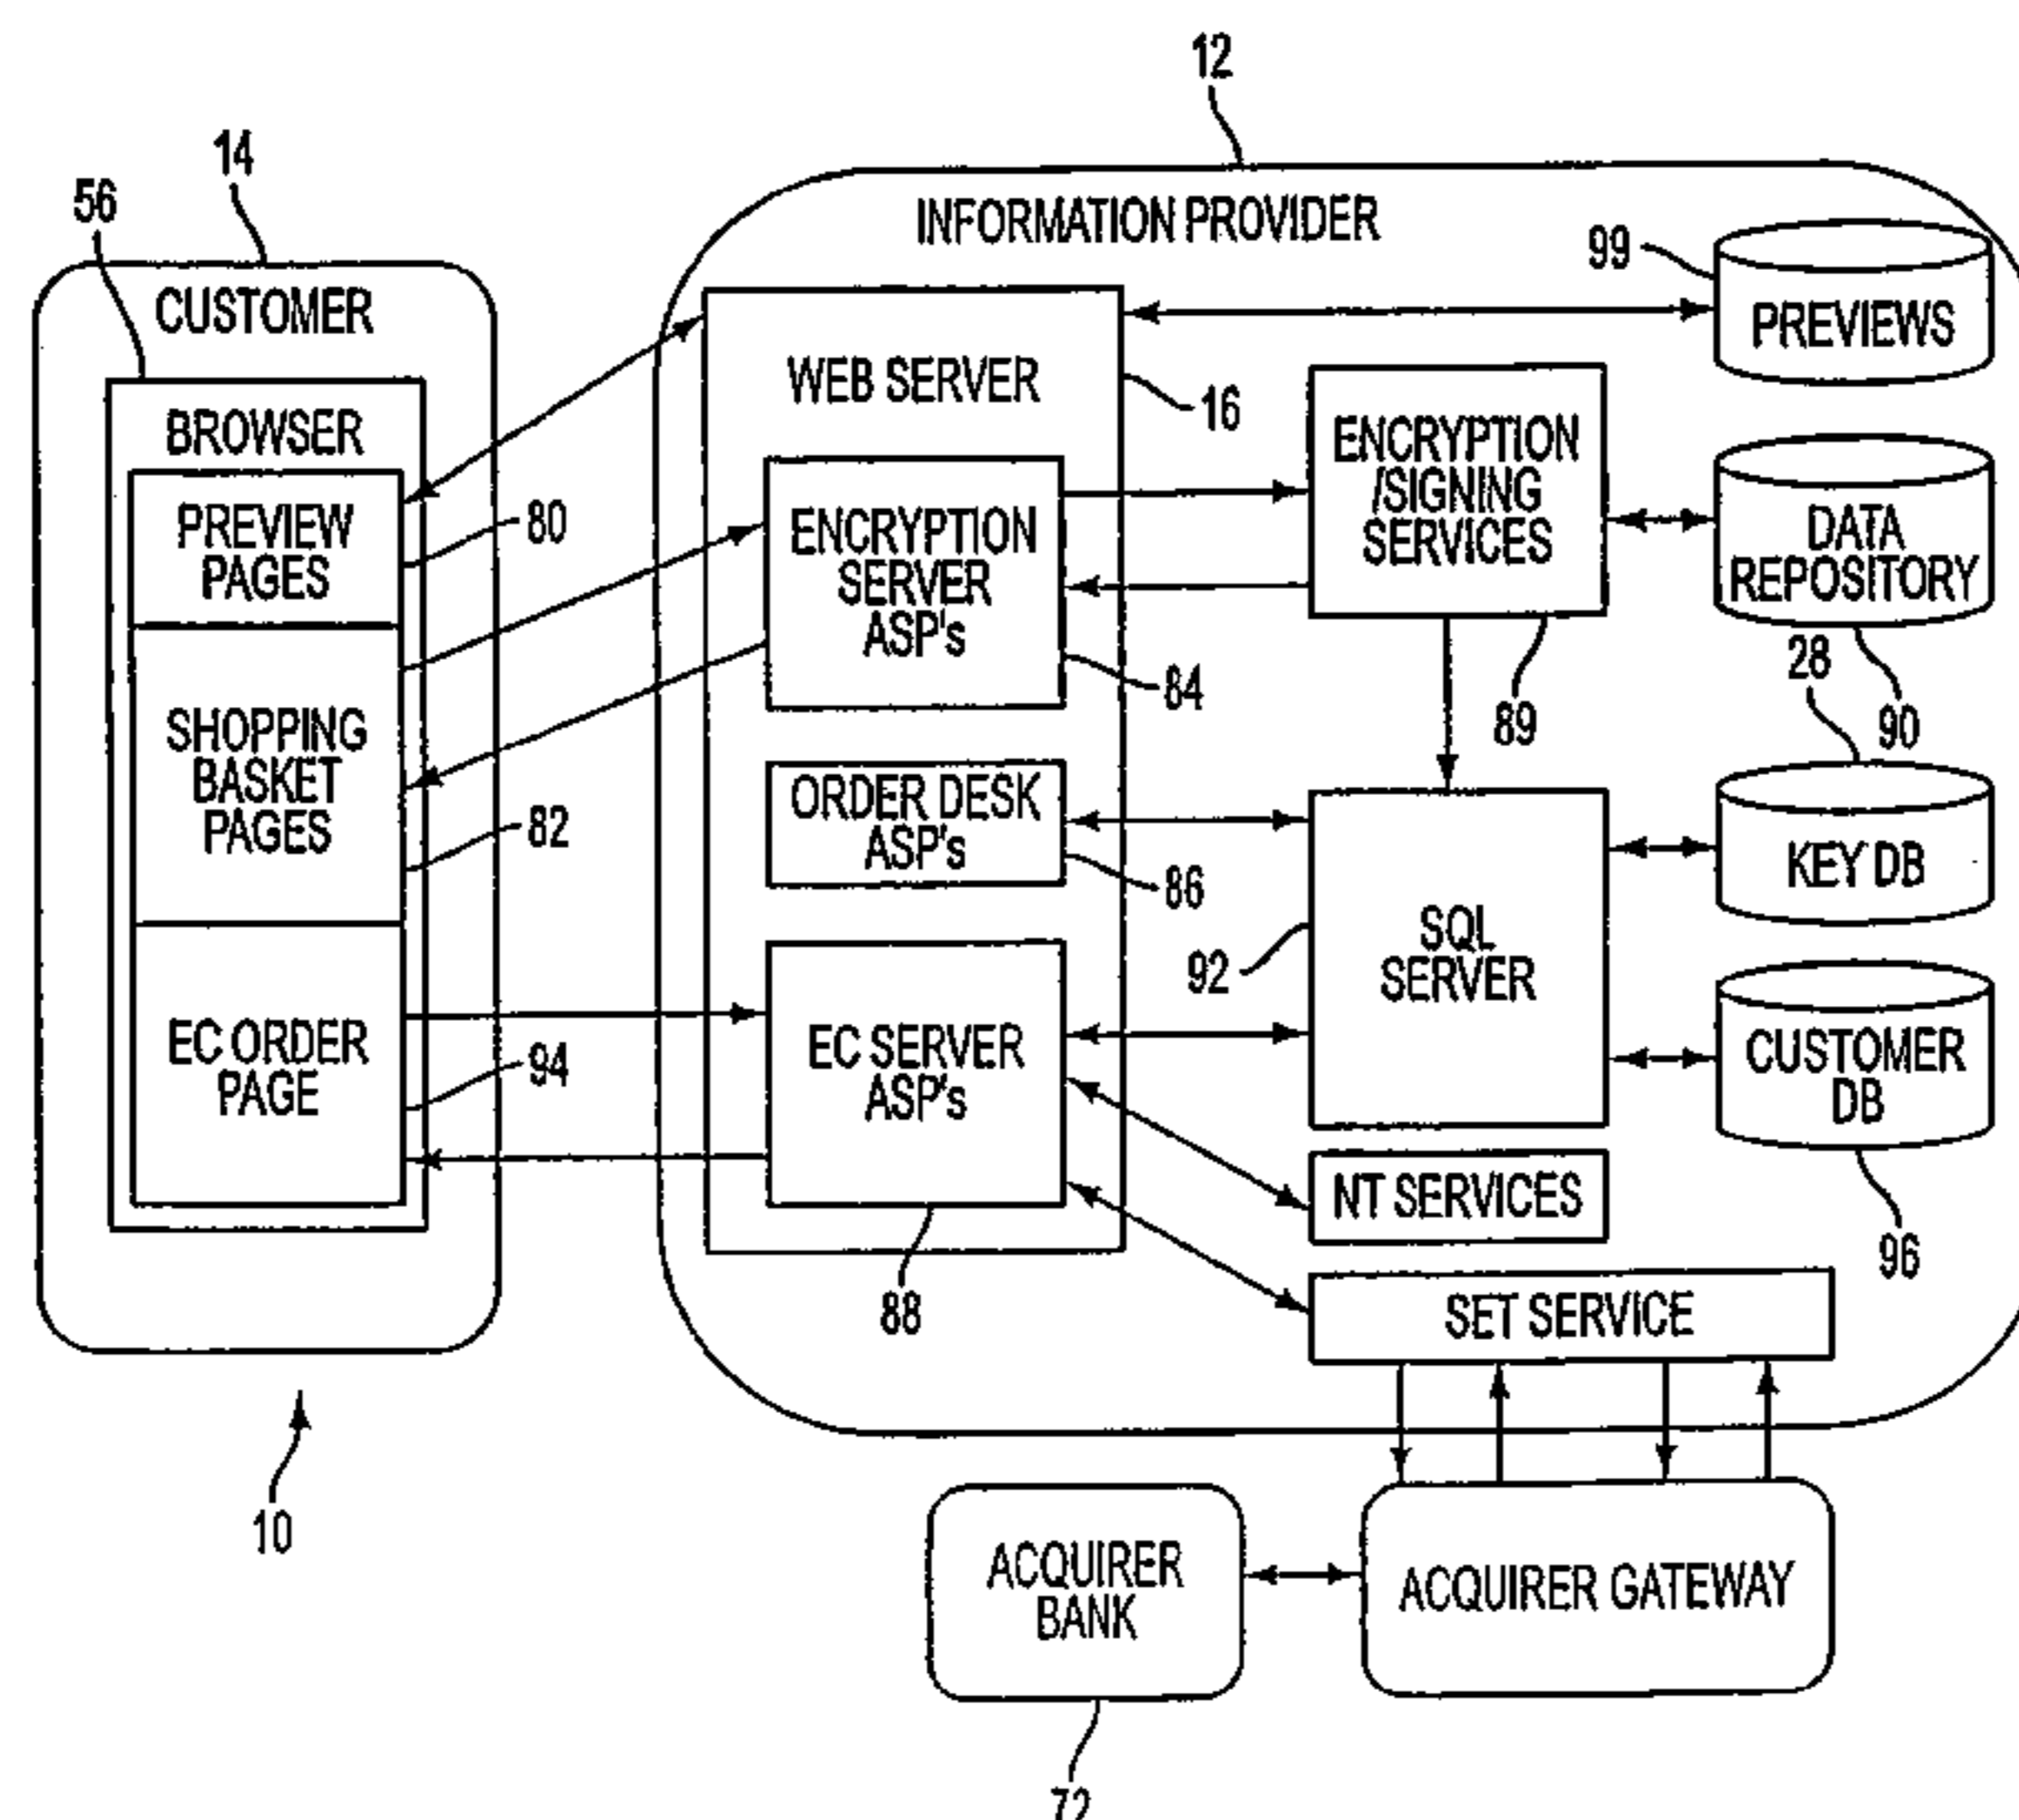 12
14
56
INFORMATION PROVIDER
99
CUSTOMER
PREVIEWS
WEB SERVER
16
BROWSER
ENCRYPTION
/SIGNING
SERVICES
PREVIEW
PAGES
80
ENCRYPTION
SERVER
ASP's
DATA
REPOSITORY
84
89
90
28
SHOPPING
BASKET
PAGES
82
ORDER DESK
ASP's
86
KEY DB
SQL
SERVER
92
EC ORDER
PAGE
94
EC SERVER
ASP's
CUSTOMER
DB
NT SERVICES
96
88
SET SERVICE
10
ACQUIRER
BANK
ACQUIRER GATEWAY
72